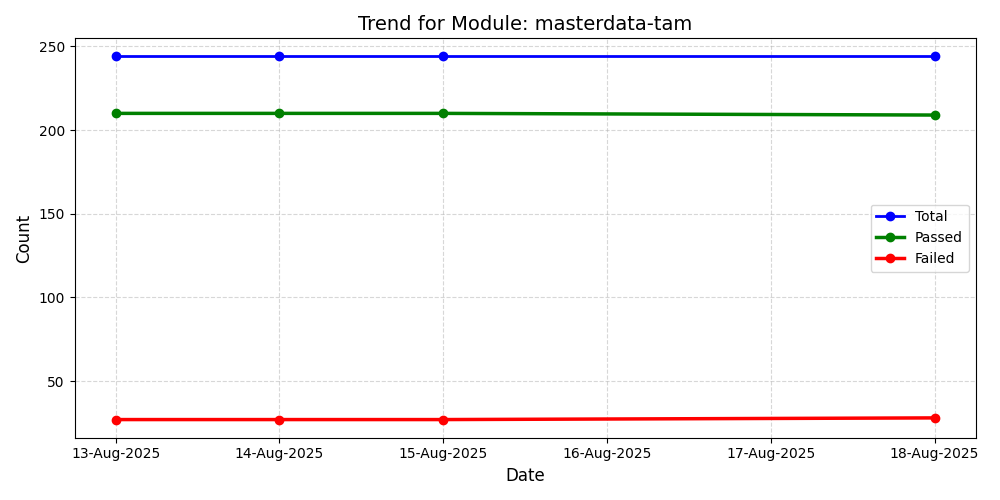 Trend for Module: masterdata-tam
250
200
150
100
50
Count
Total
Passed
Failed
13-Aug-2025
14-Aug-2025
15-Aug-2025
16-Aug-2025
17-Aug-2025
18-Aug-2025
Date